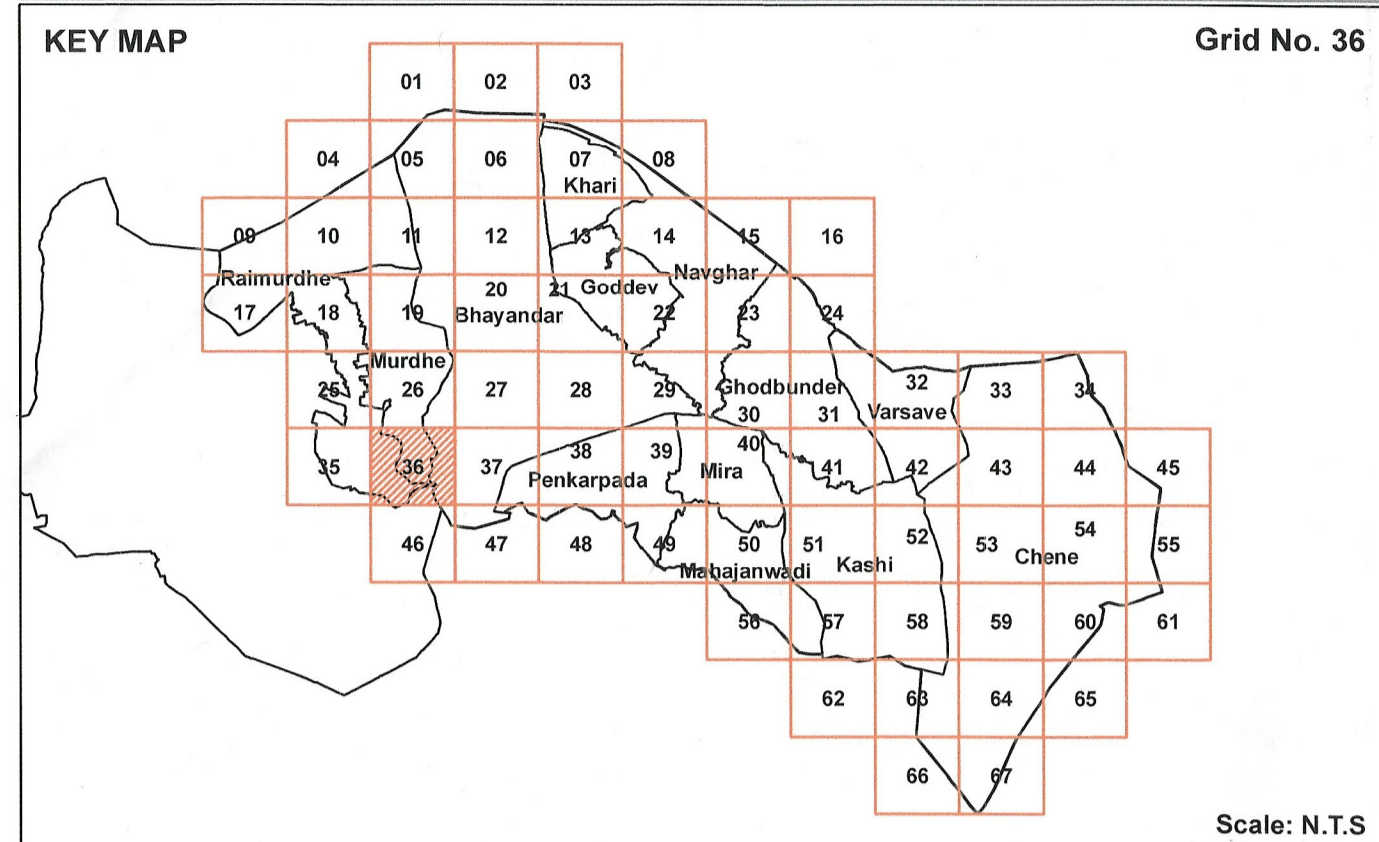 KEY MAP
Grid No. 36
01 02 03
04 05 06 07 08
Khari
09 10 11 12 13 14 15 16
Raimurdhe Goddev Navghar
17 18 19 20 21 22 23 24
Bhayandar
Murdhe
25 26 27 28 29 30 31 32 33 34
Ghodbunder Varsave
35 36 37 38 39 40 41 42 43 44 45
Penkarpada Mira
46 47 48 49 50 51 52 53 54 55
Mahajanwadi Kashi Chene
56 57 58 59 60 61
62 63 64 65
66 67
Scale: N.T.S